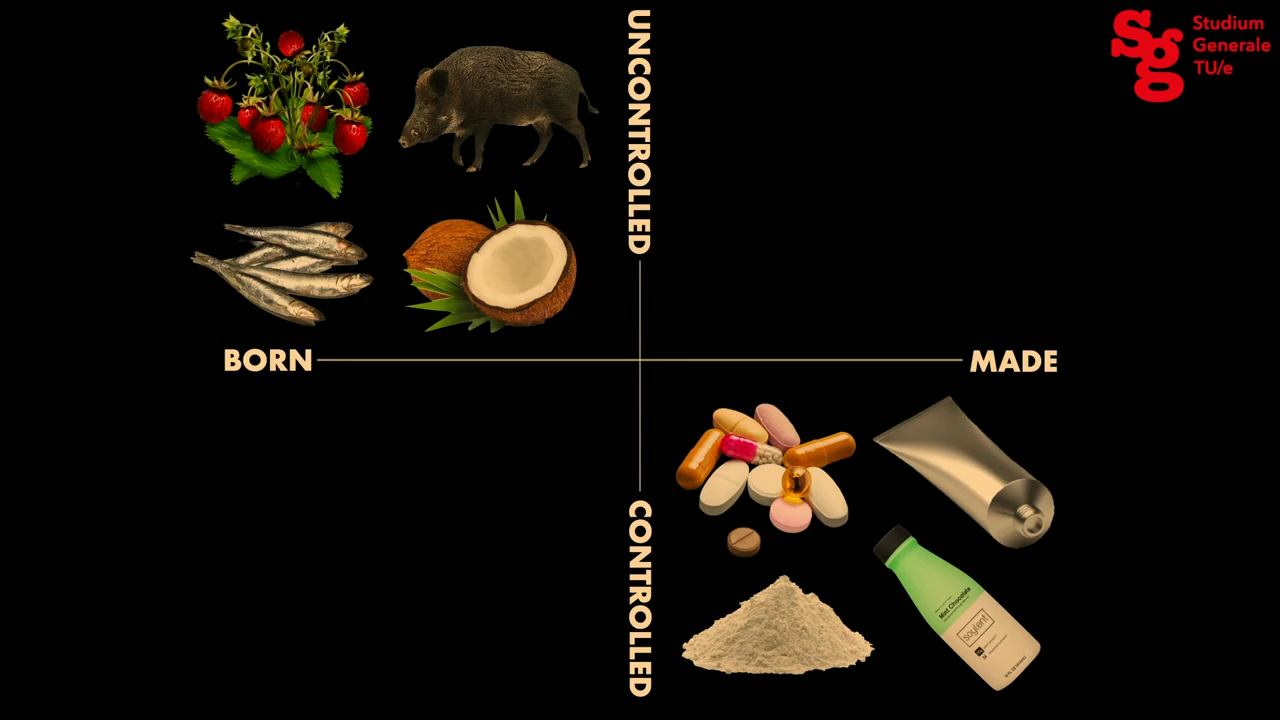 UNCONTROLLED
Studium
Generale
TU/e
sg
BORN
MADE
CONTROLLED
Mint Chocolate
soylent